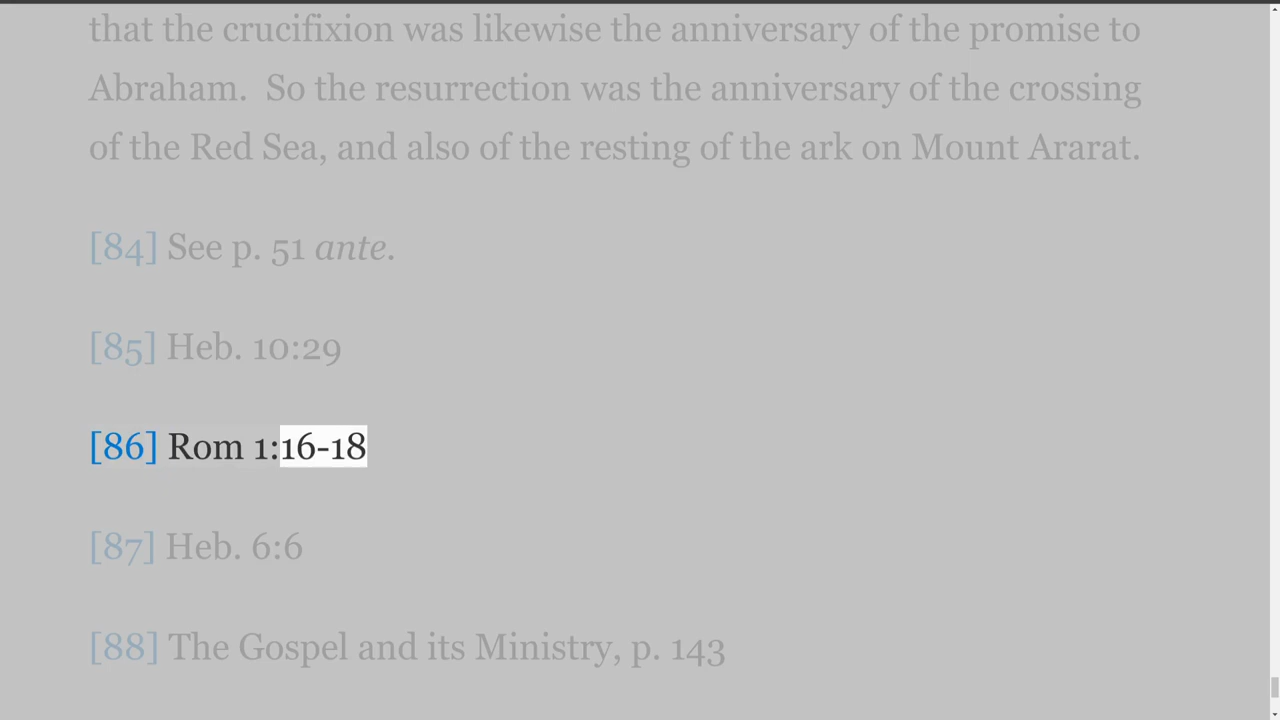 that the crucifixion was likewise the anniversary of the promise to
Abraham.  So the resurrection was the anniversary of the crossing
of the Red Sea, and also of the resting of the ark on Mount Ararat.
[84] See p. 51 ante.
[85] Heb. 10:29
[86] Rom 1:16-18
[87] Heb. 6:6
[88] The Gospel and its Ministry, p. 143